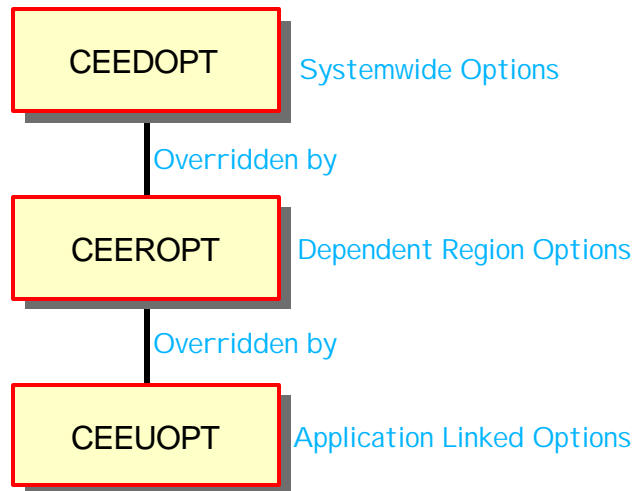 CEEDOPT
Systemwide Options
Overridden by
CEEROPT
Dependent Region Options
Overridden by
CEEUOPT
Application Linked Options